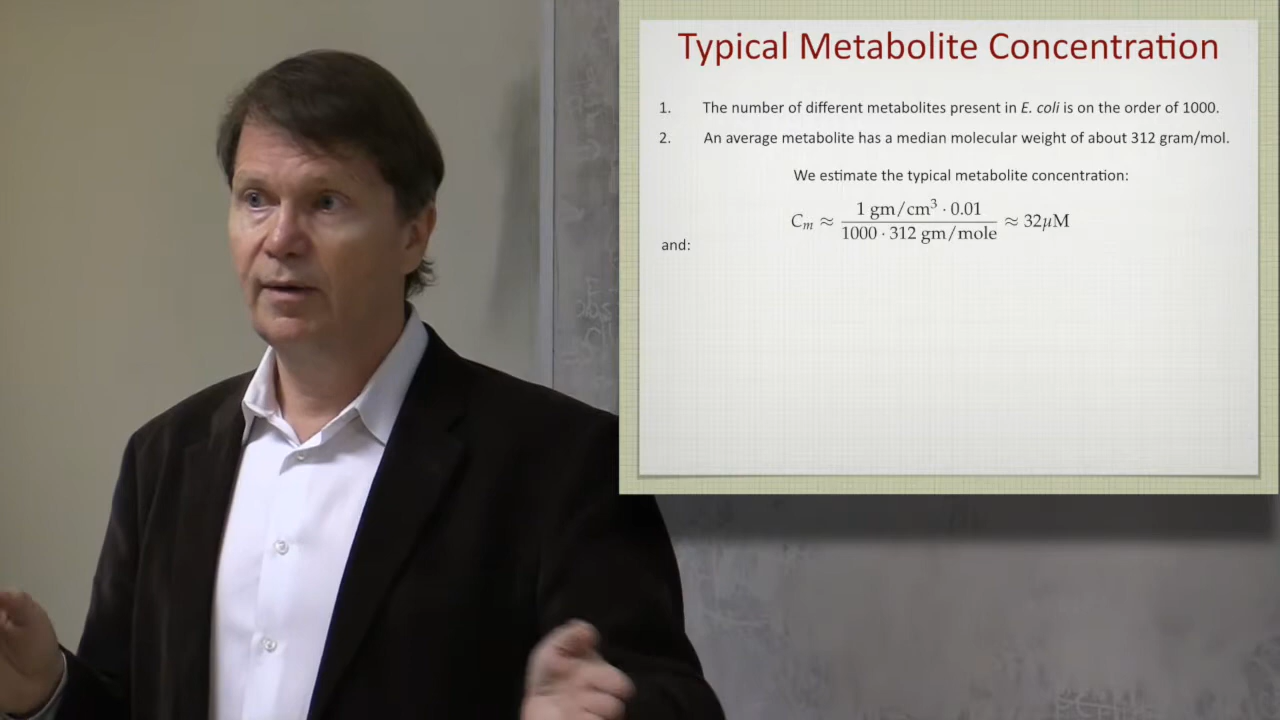 Typical Metabolite Concentration
1. The number of different metabolites present in E. coli is on the order of 1000.
2. An average metabolite has a median molecular weight of about 312 gram/mol.
We estimate the typical metabolite concentration:
Cₘ ≈ 1 gm/cm³ · 0.01 / 1000 · 312 gm/mole ≈ 32μM
and: